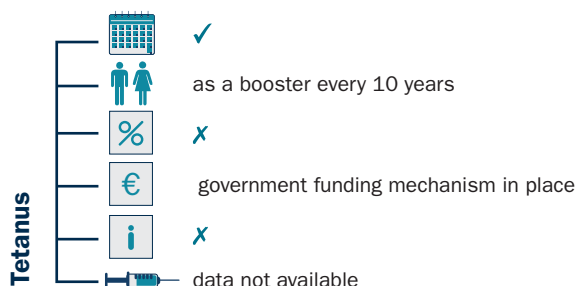 ✓
as a booster every 10 years
%
✗
€
government funding mechanism in place
i
✗
data not available
Tetanus